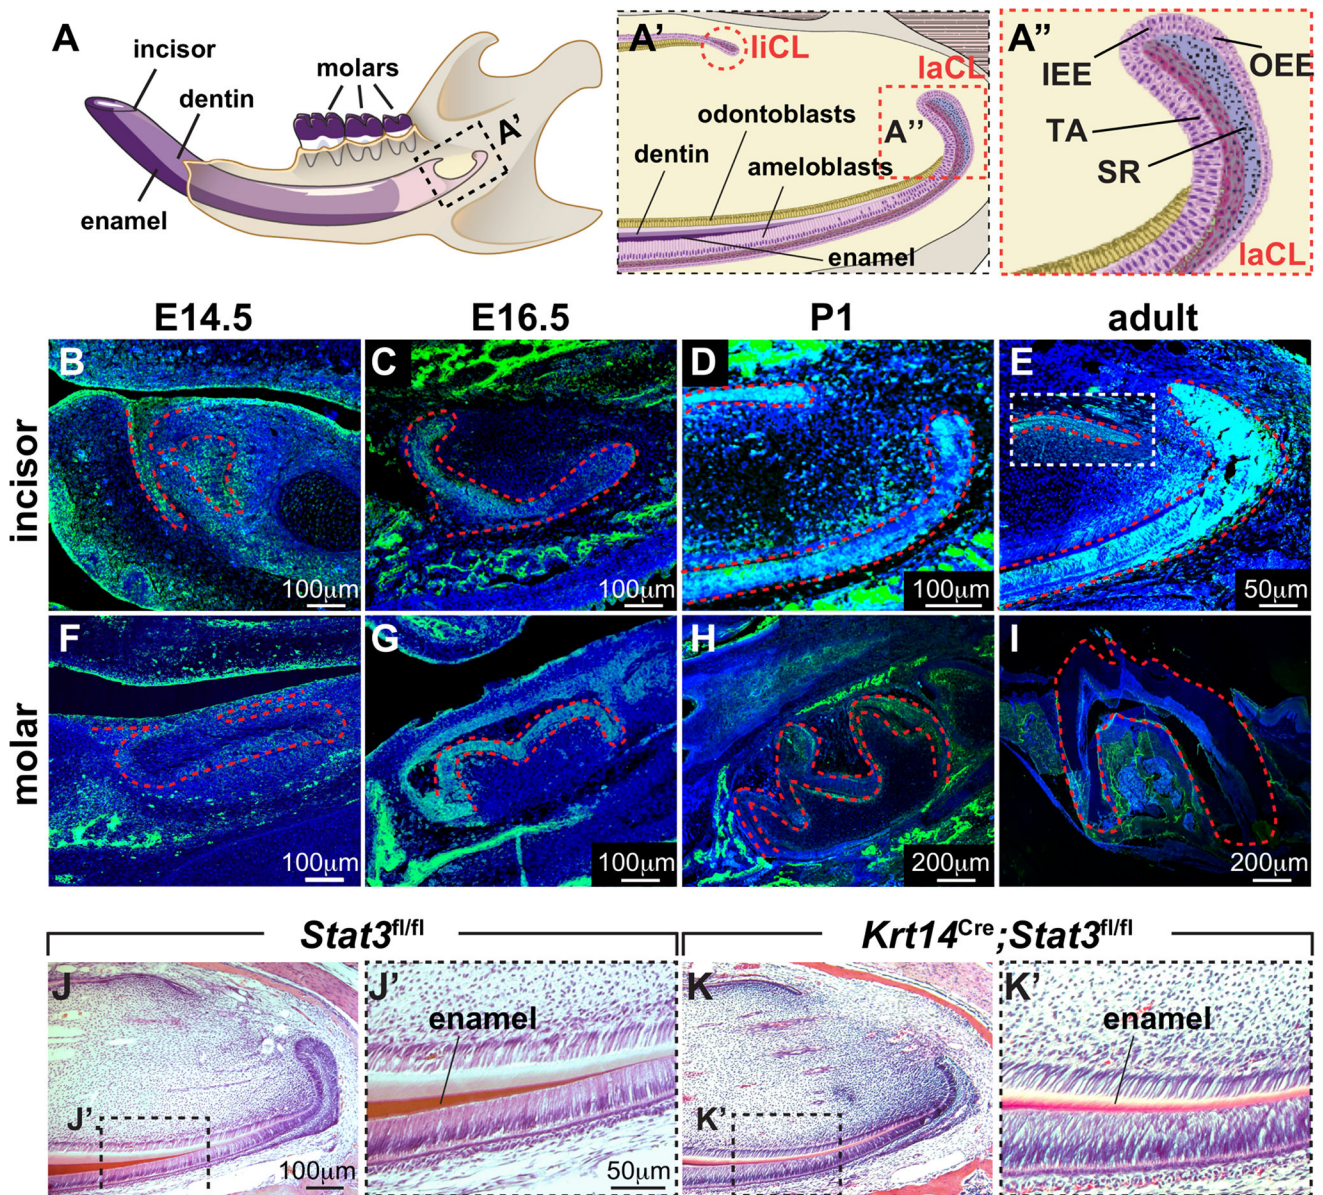 A
incisor
dentin
molars
A'
enamel
A'
liCL
laCL
odontoblasts
A''
dentin
ameloblasts
enamel
A''
IEE
OEE
TA
SR
laCL
E14.5
E16.5
P1
adult
incisor
B
100μm
C
100μm
D
100μm
E
50μm
molar
F
100μm
G
100μm
H
200μm
I
200μm
Stat3fl/fl
Krt14Cre;Stat3fl/fl
J
J'
100μm
J'
enamel
50μm
K
K'
K'
enamel